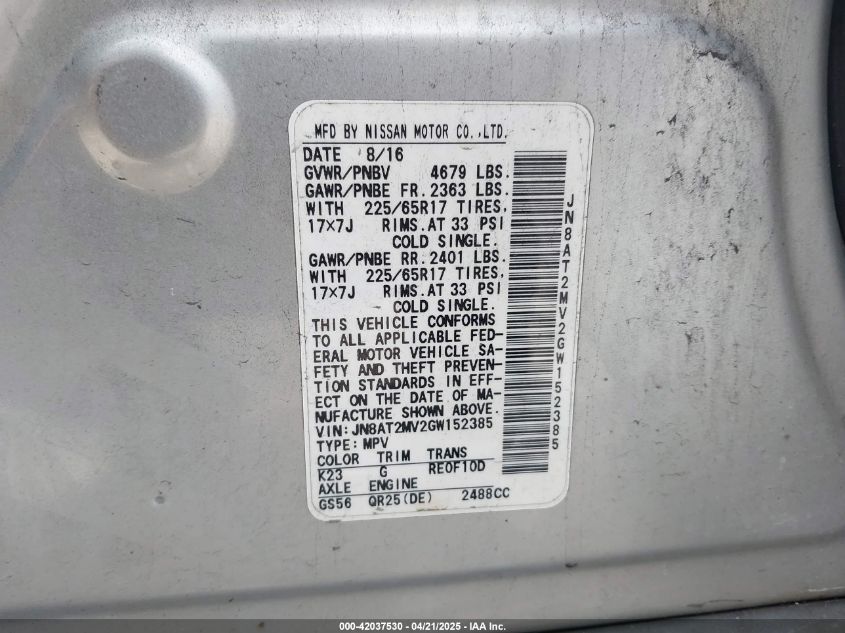 MFD BY NISSAN MOTOR CO.,LTD.
DATE 8/16
GVWR/PNBV 4679 LBS.
GAWR/PNBE FR. 2363 LBS.
WITH 225/65R17 TIRES,
17×7J RIMS.AT 33 PSI
COLD SINGLE.
GAWR/PNBE RR. 2401 LBS.
WITH 225/65R17 TIRES,
17×7J RIMS.AT 33 PSI
COLD SINGLE.
THIS VEHICLE CONFORMS
TO ALL APPLICABLE FED-
ERAL MOTOR VEHICLE SA-
FETY AND THEFT PREVEN-
TION STANDARDS IN EFF-
ECT ON THE DATE OF MA-
NUFACTURE SHOWN ABOVE.
VIN:JN8AT2MV2GW152385
TYPE:MPV
COLOR TRIM TRANS
K23 G RE0F10D
AXLE ENGINE
GS56 QR25(DE) 2488CC
JN8AT2MV2GW152385
000-42037530 - 04/21/2025 - IAA Inc.